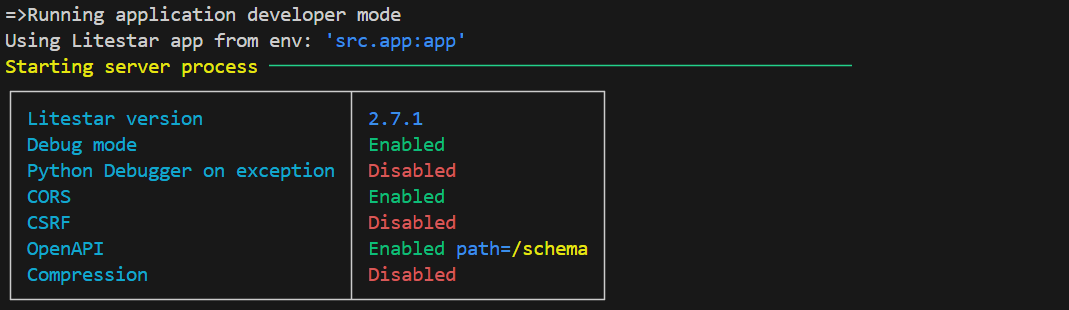 =>Running application developer mode
Using Litestar app from env: 'src.app:app'
Starting server process
Litestar version 2.7.1
Debug mode Enabled
Python Debugger on exception Disabled
CORS Enabled
CSRF Disabled
OpenAPI Enabled path=/schema
Compression Disabled